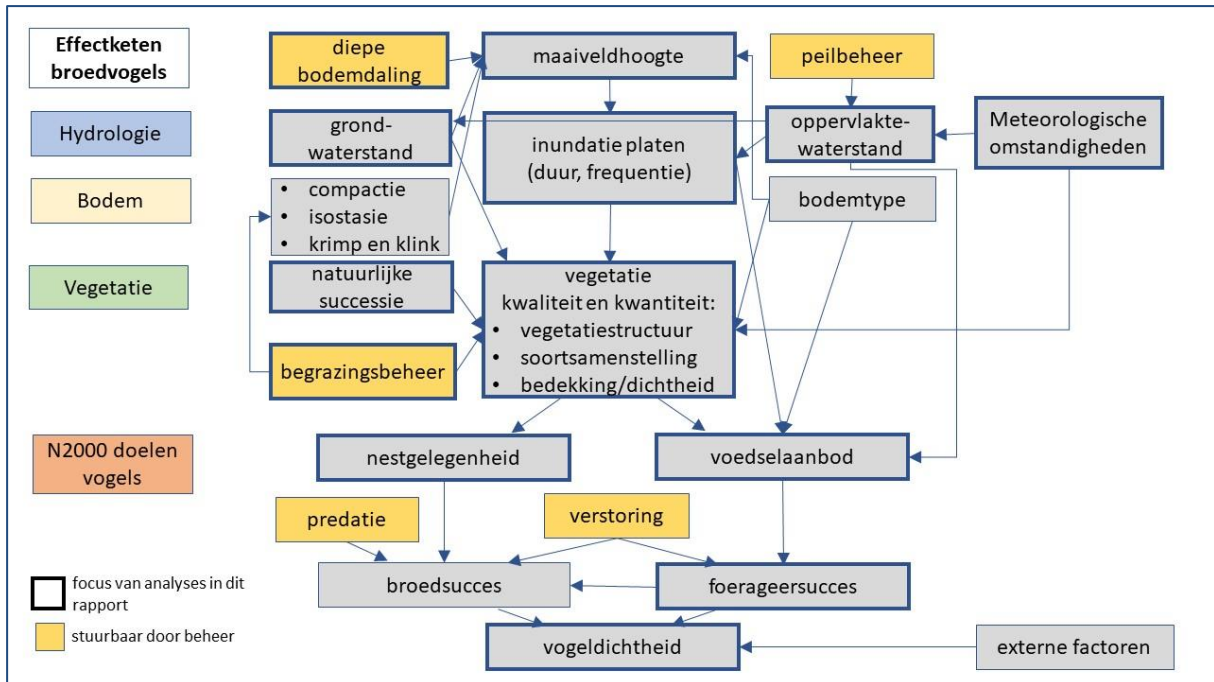 Effectketen
broedvogels
diepe
bodemdaling
maaiveldhoogte
peilbeheer
Hydrologie
grond-
waterstand
inundatie platen
(duur, frequentie)
oppervlakte-
waterstand
Meteorologische
omstandigheden
Bodem
• compactie
• isostasie
• krimp en klink
bodemtype
Vegetatie
natuurlijke
successie
vegetatie
kwaliteit en kwantiteit:
• vegetatiestructuur
• soortsamenstelling
• bedekking/dichtheid
begrazingsbeheer
N2000 doelen
vogels
nestgelegenheid
voedselaanbod
predatie
verstoring
focus van analyses in dit
rapport
broedsucces
foerageersucces
stuurbaar door beheer
vogeldichtheid
externe factoren